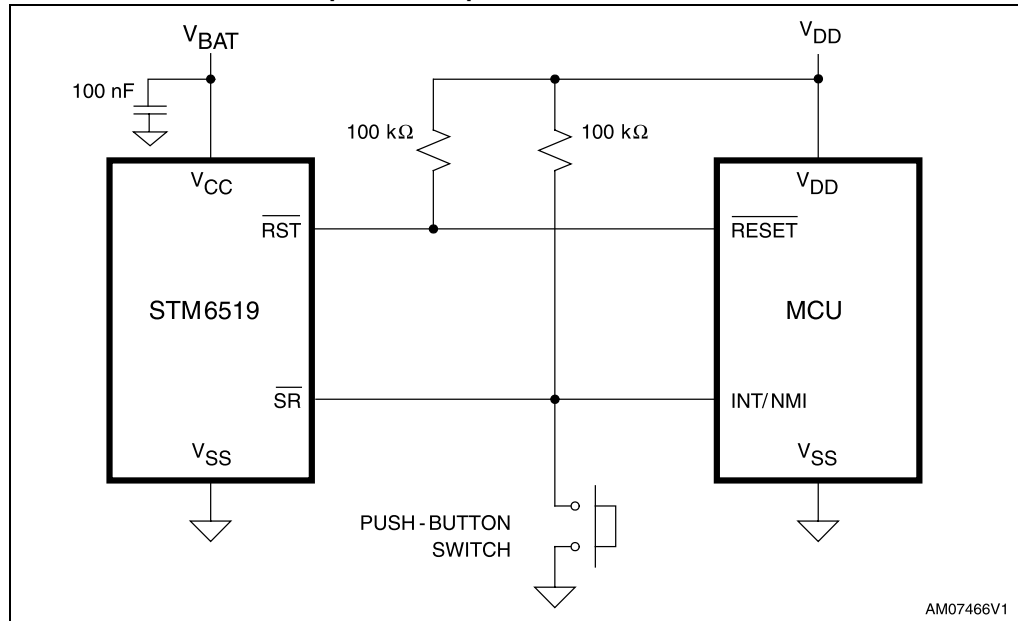 VBAT
VDD
100 nF
100 kΩ
100 kΩ
VCC
VDD
RST
RESET
STM6519
MCU
SR
INT/NMI
VSS
VSS
PUSH-BUTTON
SWITCH
AM07466V1